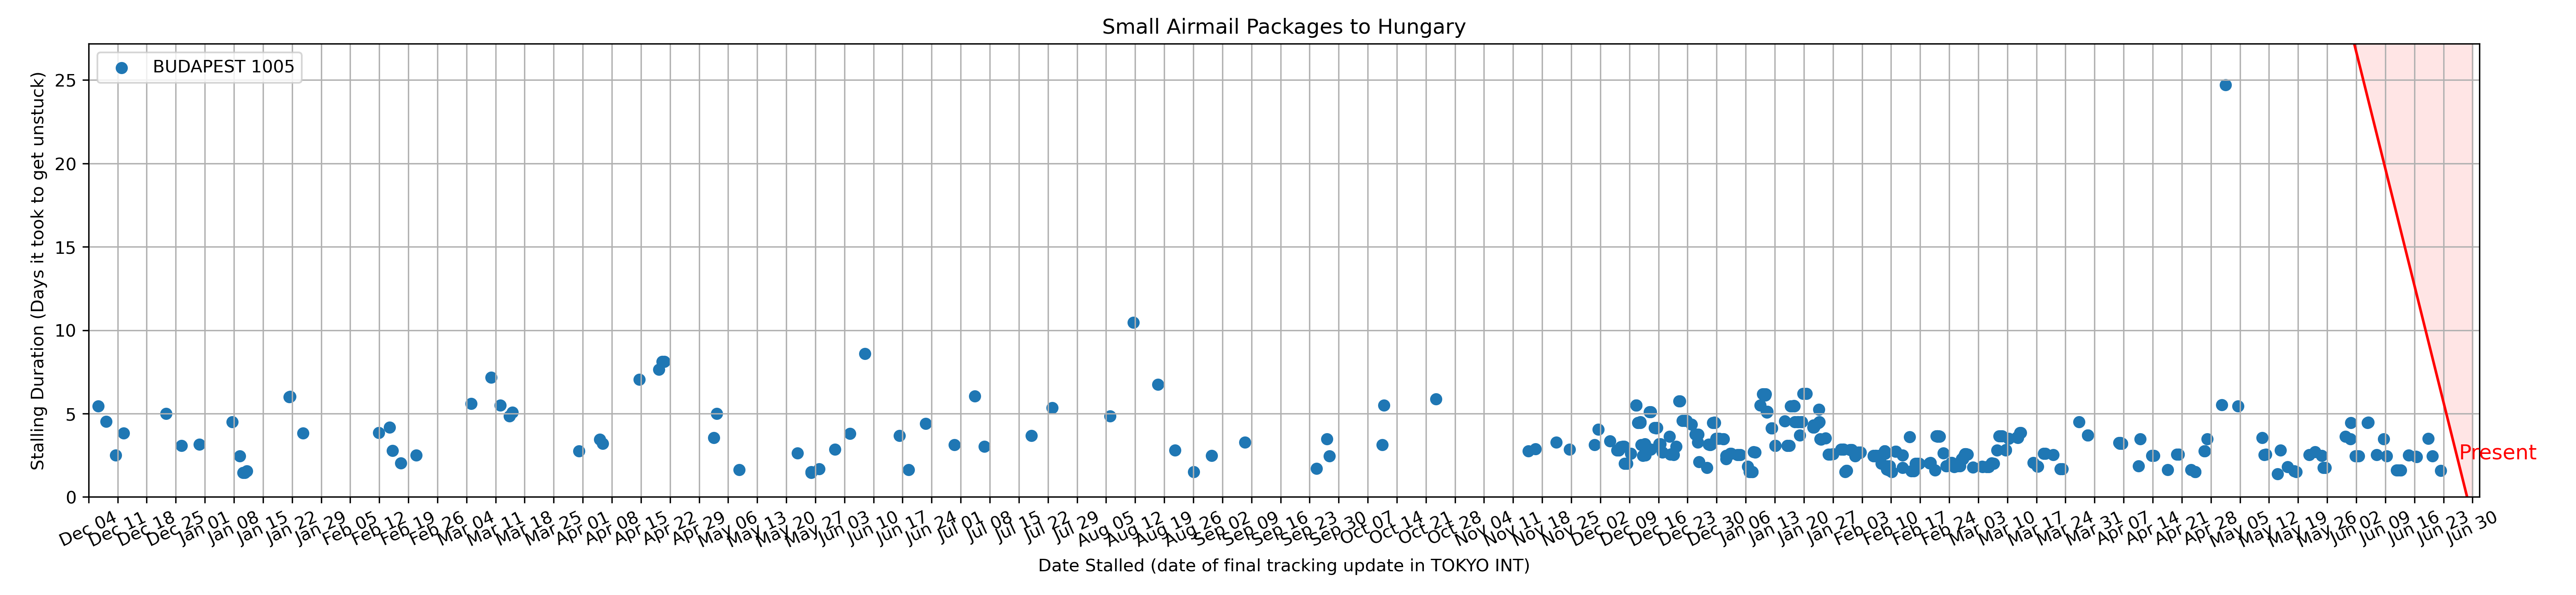 Small Airmail Packages to Hungary
BUDAPEST 1005
Stalling Duration (Days it took to get unstuck)
25
20
15
10
5
0
Present
Dec 04
Dec 11
Dec 18
Dec 25
Jan 01
Jan 08
Jan 15
Jan 22
Jan 29
Feb 05
Feb 12
Feb 19
Feb 26
Mar 04
Mar 11
Mar 18
Mar 25
Apr 01
Apr 08
Apr 15
Apr 22
Apr 29
May 06
May 13
May 20
May 27
Jun 03
Jun 10
Jun 17
Jun 24
Jul 01
Jul 08
Jul 15
Jul 22
Jul 29
Aug 05
Aug 12
Aug 19
Aug 26
Sep 02
Sep 09
Sep 16
Sep 23
Sep 30
Oct 07
Oct 14
Oct 21
Oct 28
Nov 04
Nov 11
Nov 18
Nov 25
Dec 02
Dec 09
Dec 16
Dec 23
Dec 30
Jan 06
Jan 13
Jan 20
Jan 27
Feb 03
Feb 10
Feb 17
Feb 24
Mar 03
Mar 10
Mar 17
Mar 24
Mar 31
Apr 07
Apr 14
Apr 21
Apr 28
May 05
May 12
May 19
May 26
Jun 02
Jun 09
Jun 16
Jun 23
Jun 30
Date Stalled (date of final tracking update in TOKYO INT)